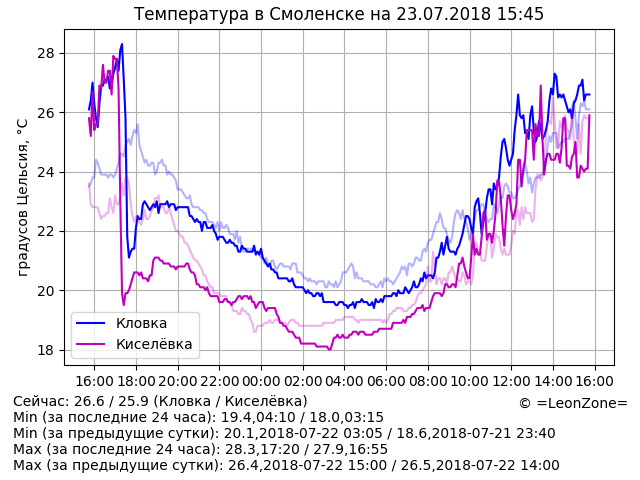 Температура в Смоленске на 23.07.2018 15:45
28
26
24
22
20
18
градусов Цельсия, °C
Кловка
Киселёвка
16:00 18:00 20:00 22:00 00:00 02:00 04:00 06:00 08:00 10:00 12:00 14:00 16:00
Сейчас: 26.6 / 25.9 (Кловка / Киселёвка)
© =LeonZone=
Min (за последние 24 часа): 19.4,04:10 / 18.0,03:15
Min (за предыдущие сутки): 20.1,2018-07-22 03:05 / 18.6,2018-07-21 23:40
Max (за последние 24 часа): 28.3,17:20 / 27.9,16:55
Max (за предыдущие сутки): 26.4,2018-07-22 15:00 / 26.5,2018-07-22 14:00